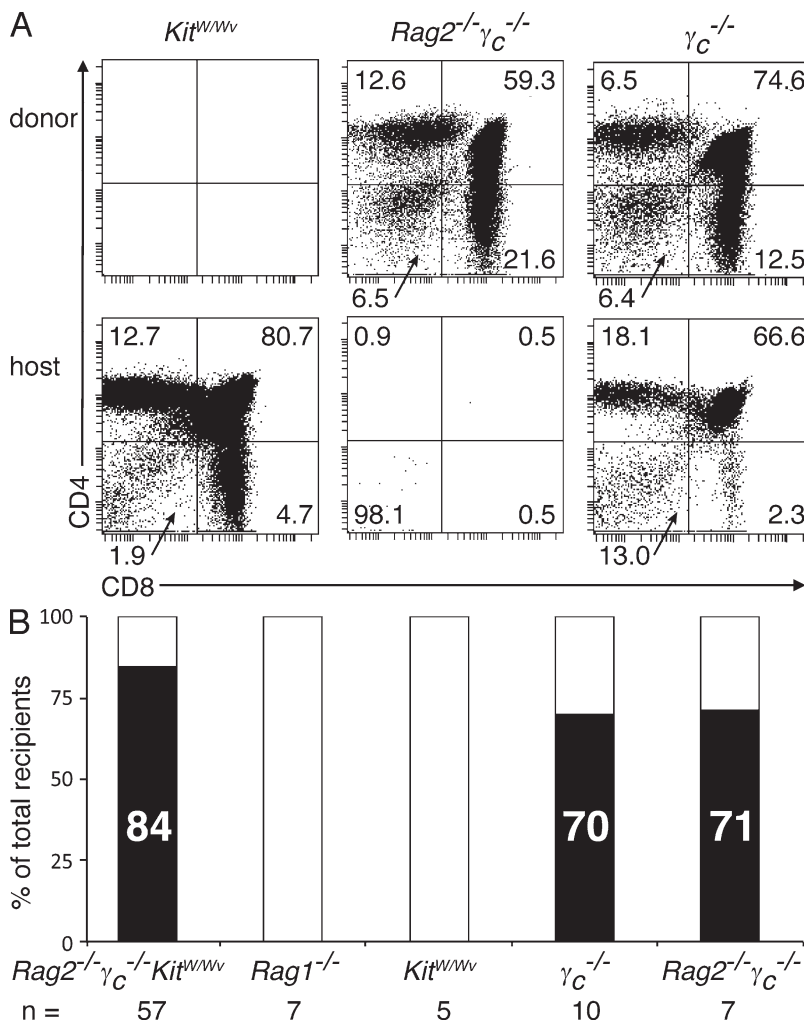 A
Kit^W/Wv Rag2^-/-γc^-/- γc^-/-
donor
12.6 59.3
6.5 74.6
21.6
12.5
6.5
6.4
host
12.7 80.7
0.9 0.5
18.1 66.6
4.7
98.1 0.5
2.3
1.9
13.0
CD4
CD8
B
% of total recipients
100
75
50
25
0
84
70
71
Rag2^-/-γc^-/-Kit^W/Wv Rag1^-/- Kit^W/Wv γc^-/- Rag2^-/-γc^-/-
n = 57 7 5 10 7